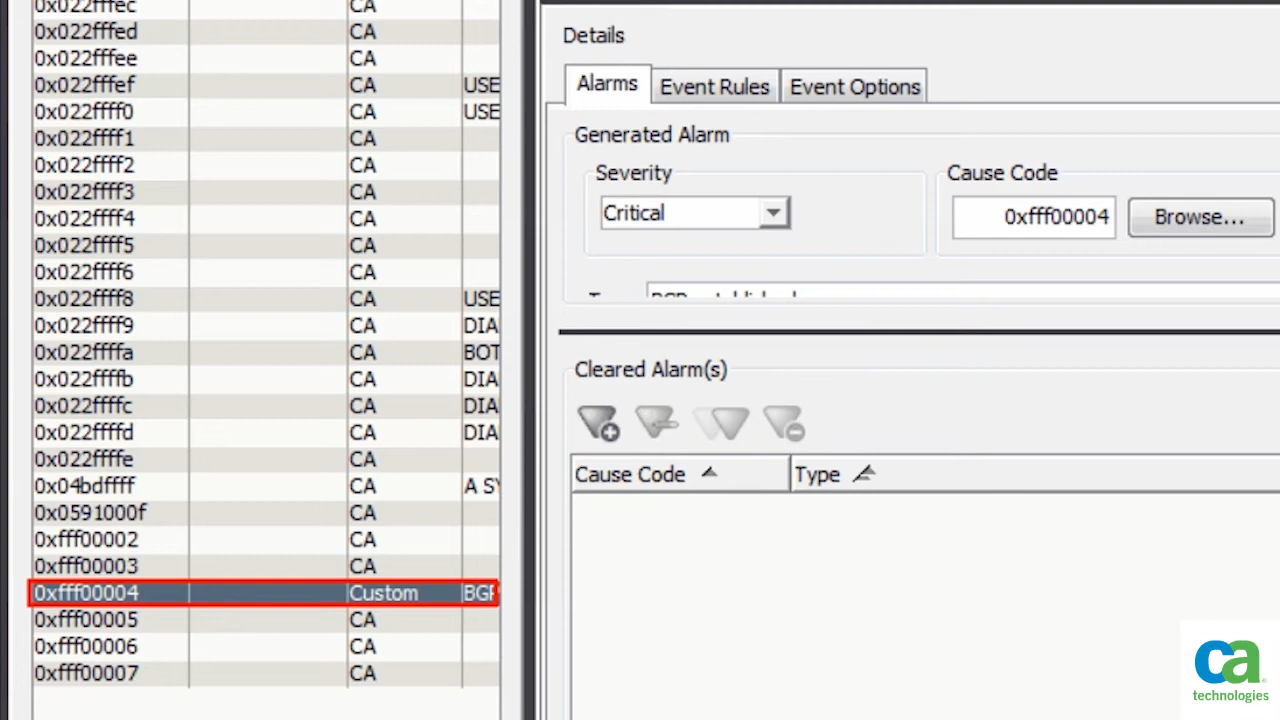 0x022fffec CA
0x022fffed CA
0x022fffee CA
0x022fffef CA USE
0x022ffff0 CA USE
0x022ffff1 CA
0x022ffff2 CA
0x022ffff3 CA
0x022ffff4 CA
0x022ffff5 CA
0x022ffff6 CA
0x022ffff8 CA USE
0x022ffff9 CA DIA
0x022ffffa CA BOT
0x022ffffb CA DIA
0x022ffffc CA DIA
0x022ffffd CA DIA
0x022ffffe CA
0x04bdffff CA A SY
0x0591000f CA
0xfff00002 CA
0xfff00003 CA
0xfff00004 Custom BGP
0xfff00005 CA
0xfff00006 CA
0xfff00007 CA
Details
Alarms Event Rules Event Options
Generated Alarm
Severity
Critical
Cause Code
0xfff00004 Browse...
Cleared Alarm(s)
Cause Code Type
ca
technologies